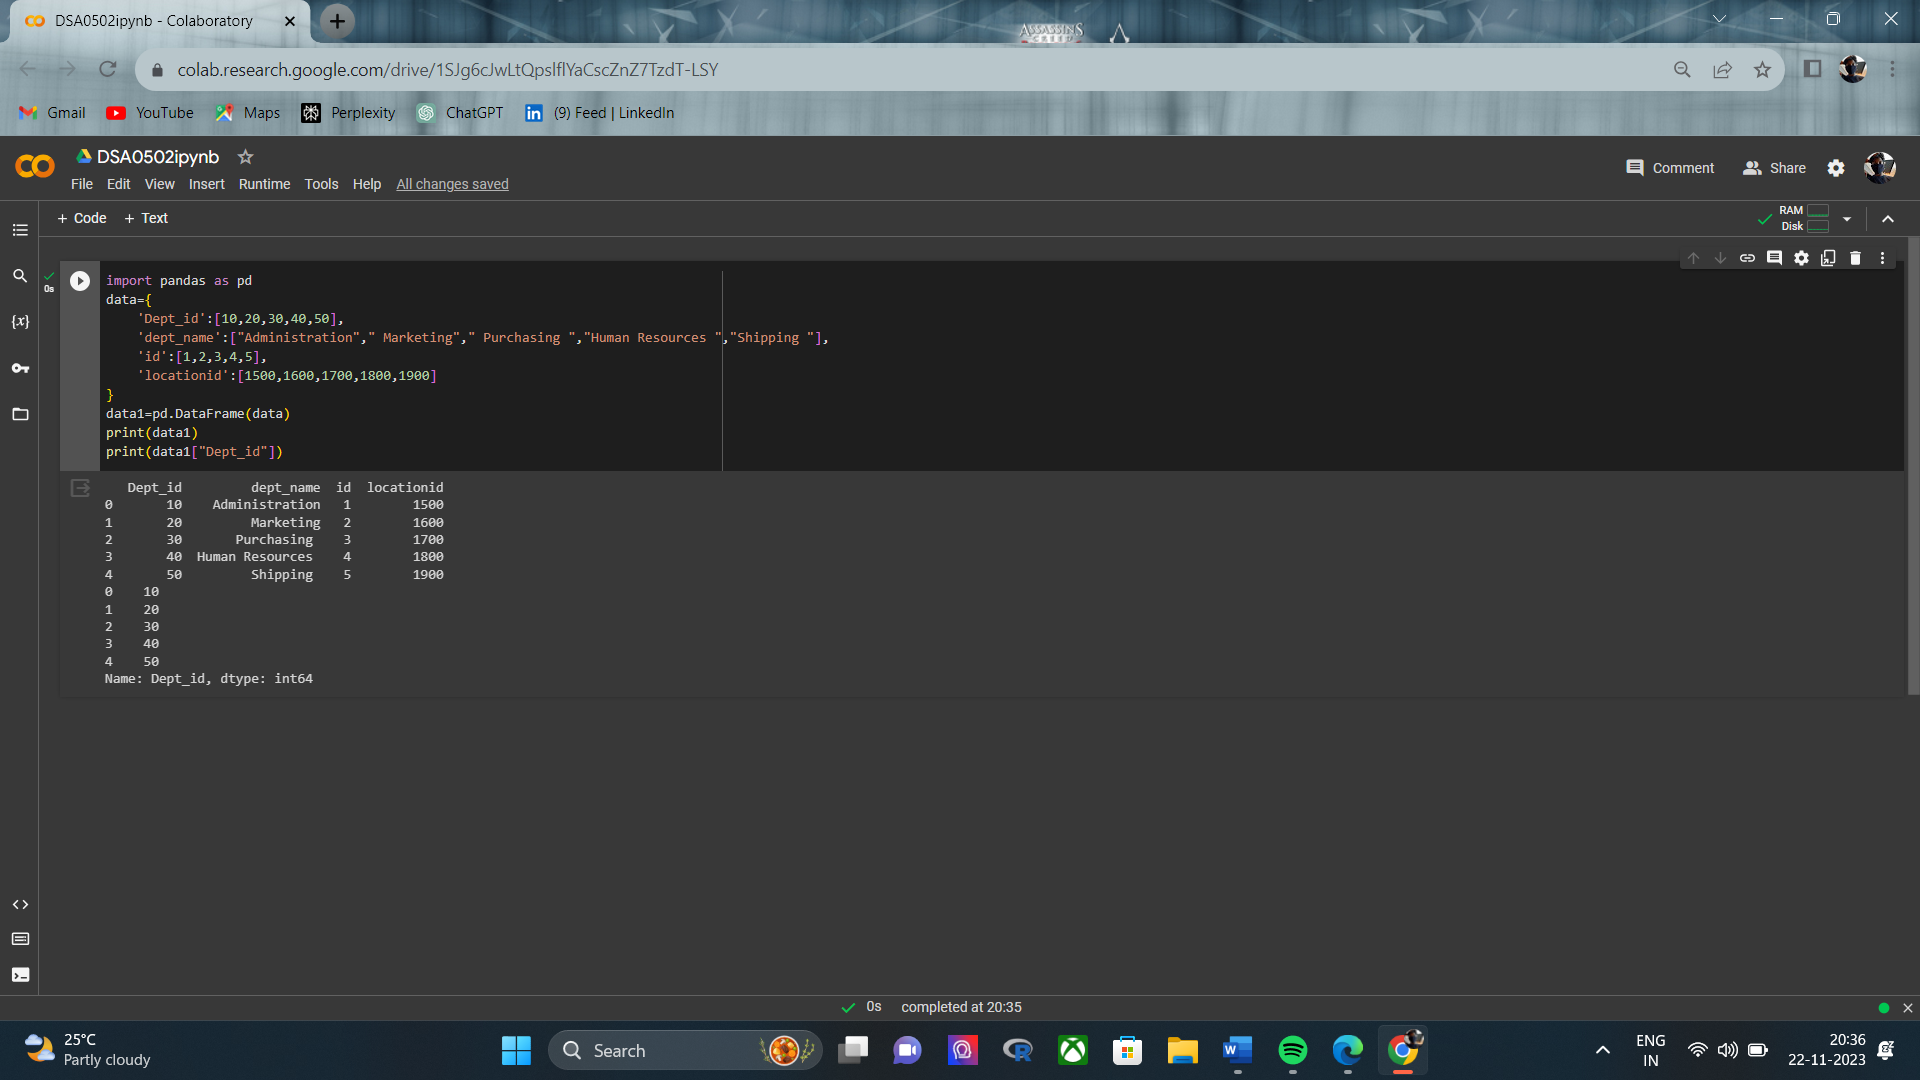 DSA0502ipynb - Colaboratory
ASSASSINS CREED
colab.research.google.com/drive/1SJg6cJwLtQpslflYaCscZnZ7TzdT-LSY
Gmail YouTube Maps Perplexity ChatGPT (9) Feed | LinkedIn
DSA0502ipynb
File Edit View Insert Runtime Tools Help All changes saved
Comment Share
+ Code + Text
RAM
Disk
0s
import pandas as pd
data={
    'Dept_id':[10,20,30,40,50],
    'dept_name':["Administration"," Marketing"," Purchasing ","Human Resources ","Shipping "],
    'id':[1,2,3,4,5],
    'locationid':[1500,1600,1700,1800,1900]
}
data1=pd.DataFrame(data)
print(data1)
print(data1["Dept_id"])
   Dept_id         dept_name  id  locationid
0       10    Administration   1        1500
1       20         Marketing   2        1600
2       30       Purchasing    3        1700
3       40  Human Resources    4        1800
4       50         Shipping    5        1900
0    10
1    20
2    30
3    40
4    50
Name: Dept_id, dtype: int64
0s completed at 20:35
25°C
Partly cloudy
Search
ENG
IN
20:36
22-11-2023